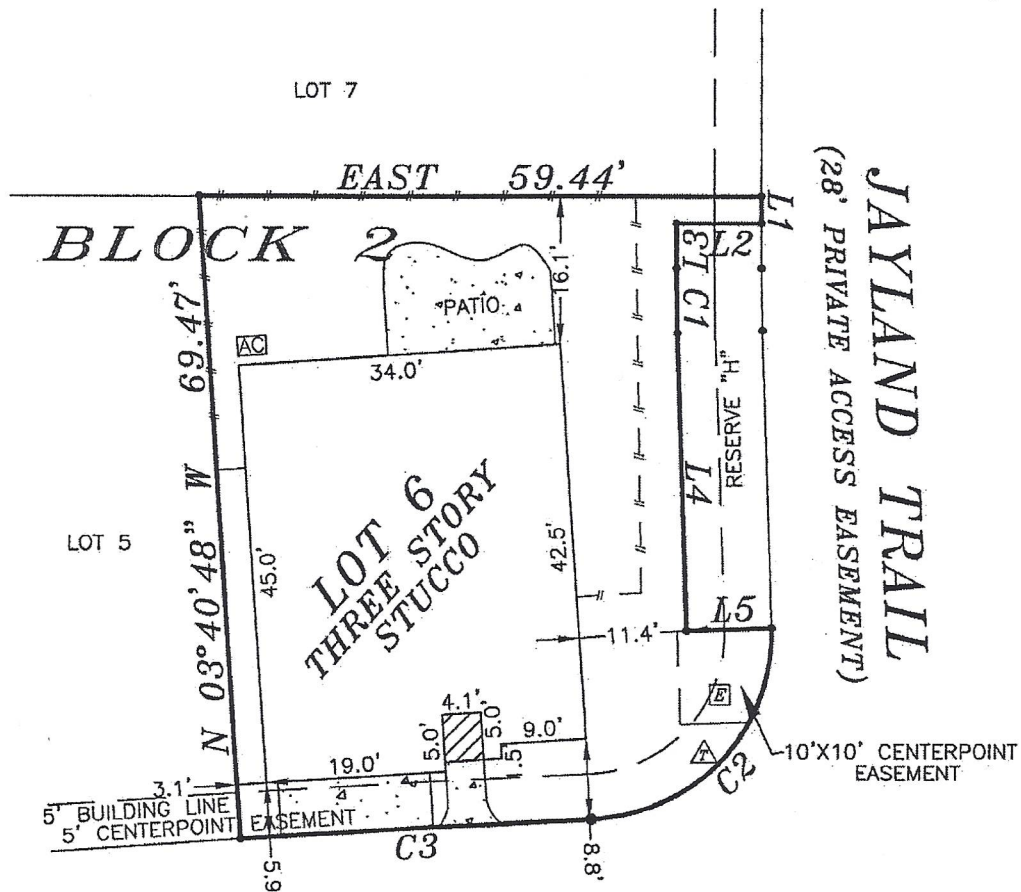 LOT 7
EAST 59.44'
BLOCK 2
PATIO
16.1'
L1
L2
L3
C1
JAYLAND TRAIL
(28' PRIVATE ACCESS EASEMENT)
N 03°40'48" W 69.47'
AC
34.0'
RESERVE "H"
L4
LOT 5
45.0'
LOT 6
THREE STORY
STUCCO
42.5'
L5
11.4'
4.1'
5.0'
5.0'
.5'
9.0'
E
T
10'X10' CENTERPOINT
EASEMENT
C2
3.1'
19.0'
5' BUILDING LINE
5' CENTERPOINT EASEMENT
C3
5.9
8.8'